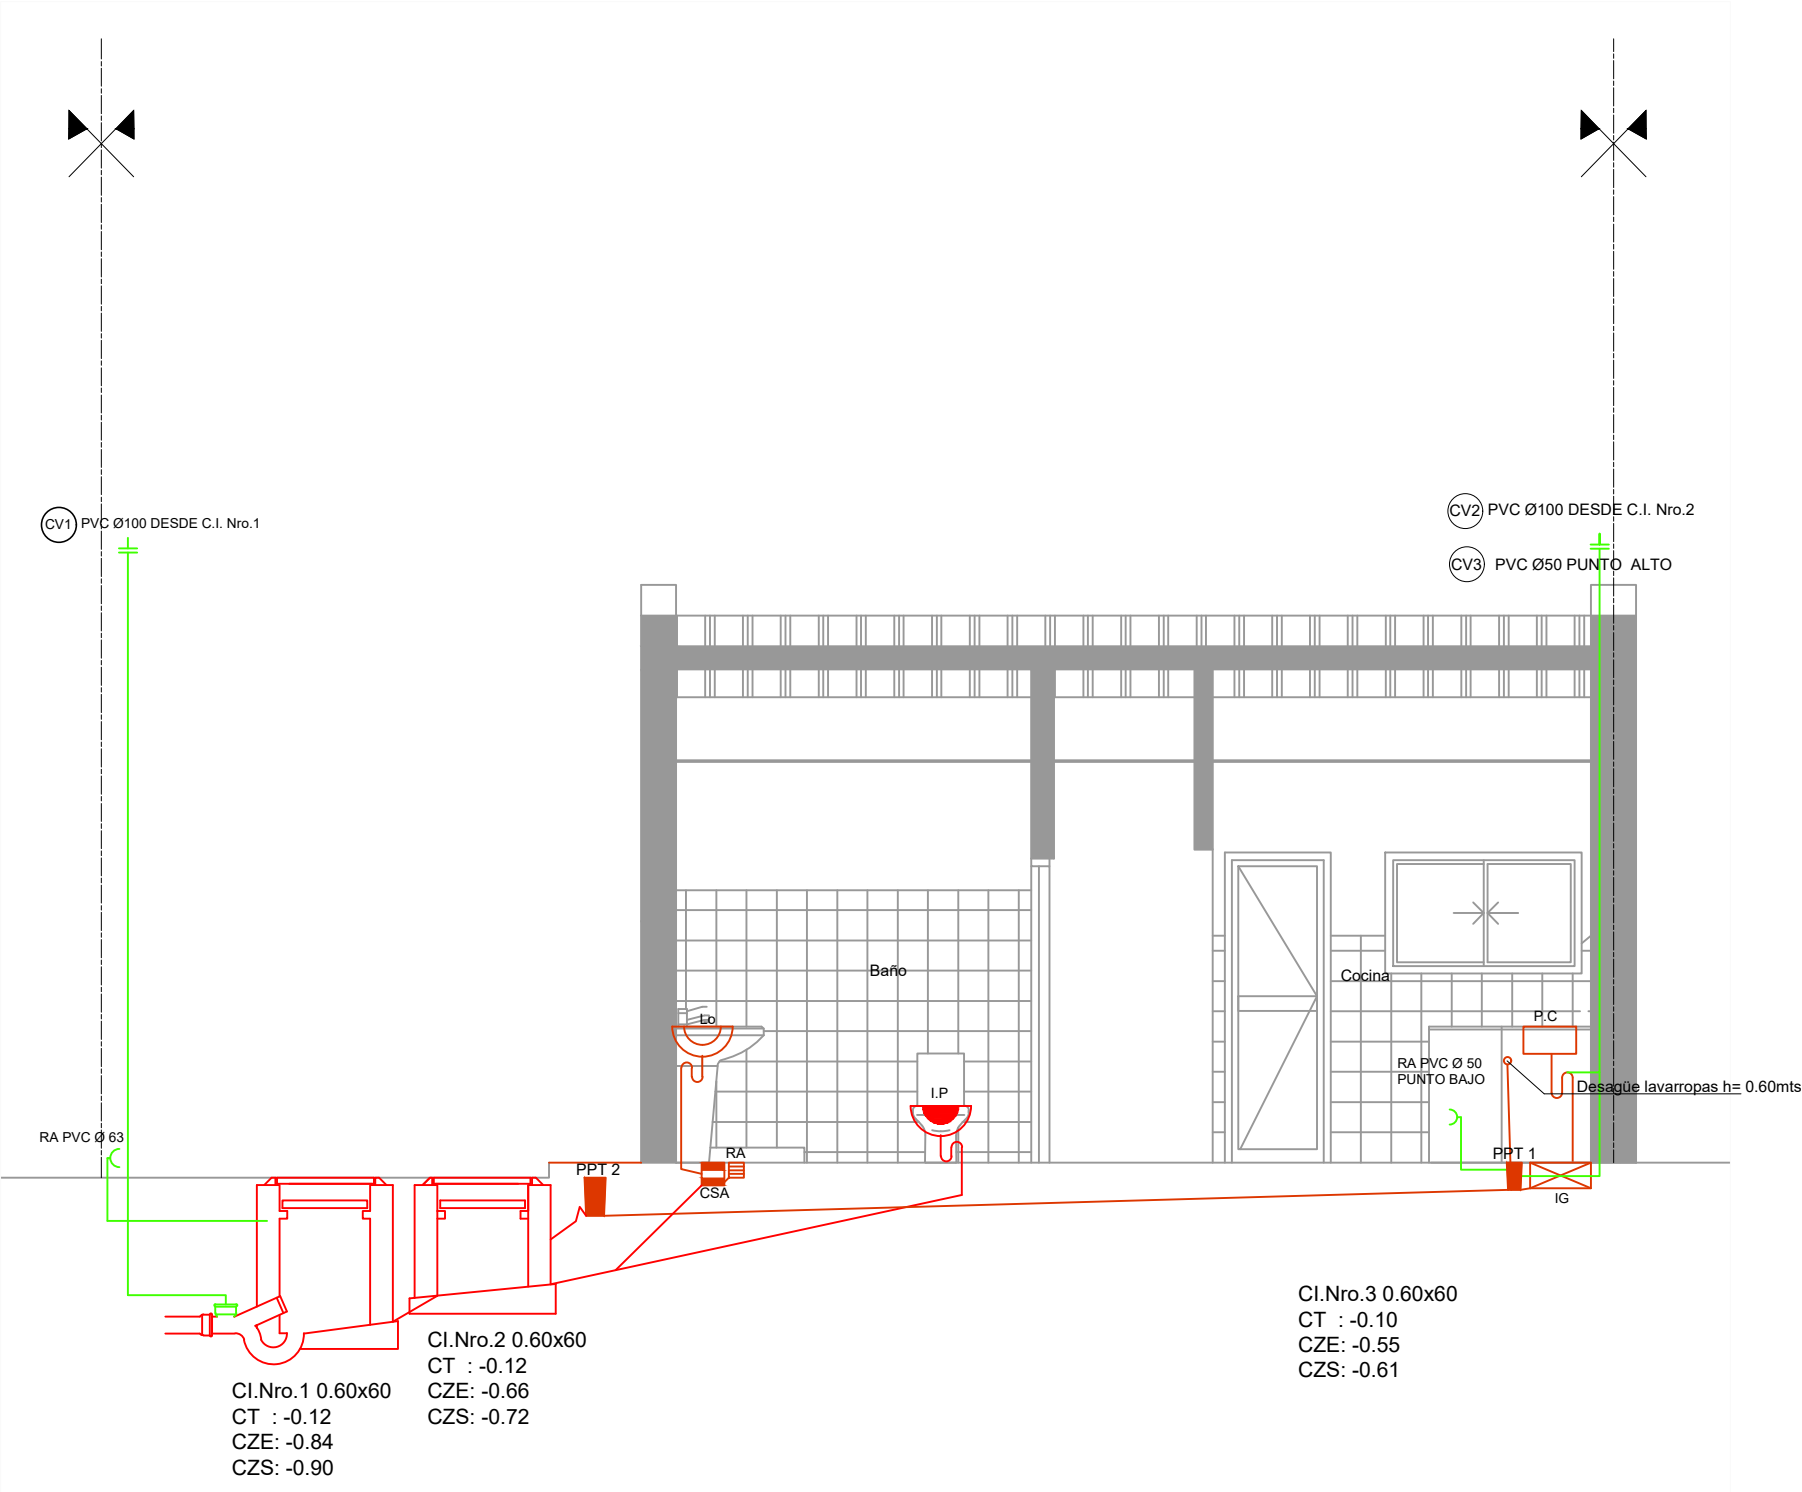 CV1 PVC Ø100 DESDE C.I. Nro.1
CV2 PVC Ø100 DESDE C.I. Nro.2
CV3 PVC Ø50 PUNTO ALTO
Baño
Cocina
Lo
P.C
RA PVC Ø 50
PUNTO BAJO
Desagüe lavarropas h= 0.60mts
I.P
RA PVC Ø 63
RA
PPT 2
PPT 1
CSA
IG
CI.Nro.3 0.60x60
CT : -0.10
CZE: -0.55
CZS: -0.61
CI.Nro.2 0.60x60
CT : -0.12
CZE: -0.66
CZS: -0.72
CI.Nro.1 0.60x60
CT : -0.12
CZE: -0.84
CZS: -0.90